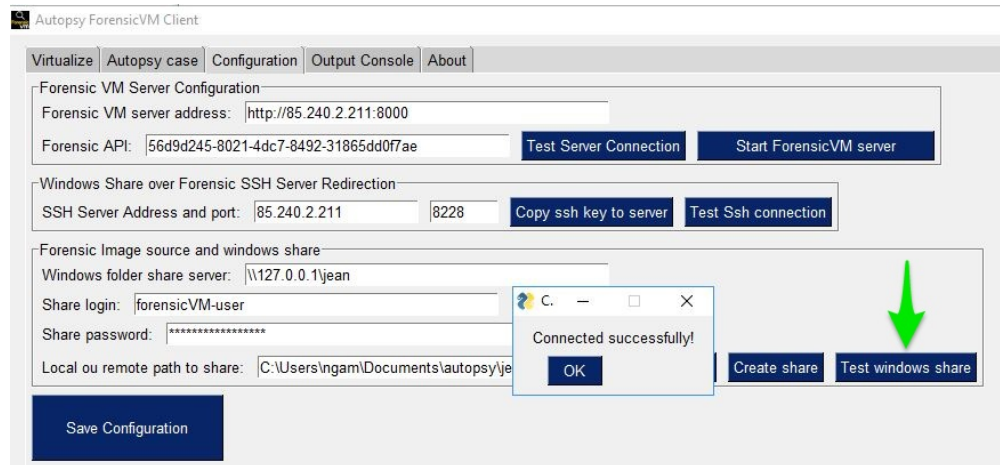 Autopsy ForensicVM Client
Virtualize Autopsy case Configuration Output Console About
Forensic VM Server Configuration
Forensic VM server address: http://85.240.2.211:8000
Forensic API: 56d9d245-8021-4dc7-8492-31865dd0f7ae Test Server Connection Start ForensicVM server
Windows Share over Forensic SSH Server Redirection
SSH Server Address and port: 85.240.2.211 8228 Copy ssh key to server Test Ssh connection
Forensic Image source and windows share
Windows folder share server: \\127.0.0.1\jean
Share login: forensicVM-user
C.
Share password: *****************
Connected successfully!
Local ou remote path to share: C:\Users\ngam\Documents\autopsy\je
OK
Create share Test windows share
Save Configuration